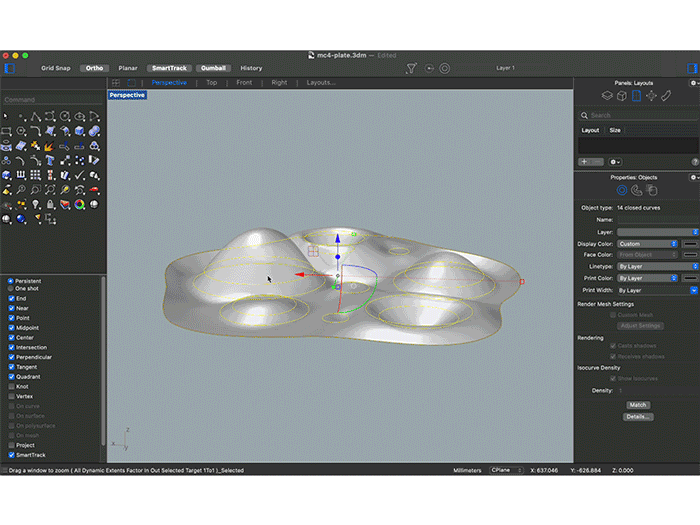 mc4-plate.3dm — Edited
Grid Snap Ortho Planar SmartTrack Gumball History Layer 1
Perspective Top Front Right Layouts...
Panels: Layouts
Command
Perspective
Search
Layout Size
Properties: Objects
Object type: 14 closed curves
Name:
Layer:
Display Color: Custom
Face Color: From Object
Linetype: By Layer
Print Color: By Layer
Print Width: By Layer
Render Mesh Settings
Custom Mesh
Adjust Settings
Rendering
Casts shadows
Receives shadows
Isocurve Density
Show isocurves
Density: 1
Match
Details...
Persistent
One shot
End
Near
Point
Midpoint
Center
Intersection
Perpendicular
Tangent
Quadrant
Knot
Vertex
On curve
On surface
On polysurface
On mesh
Project
SmartTrack
z
x y
Drag a window to zoom ( All Dynamic Extents Factor In Out Selected Target 1To1 )_Selected
Millimeters CPlane X: 637.046 Y: -626.884 Z: 0.000